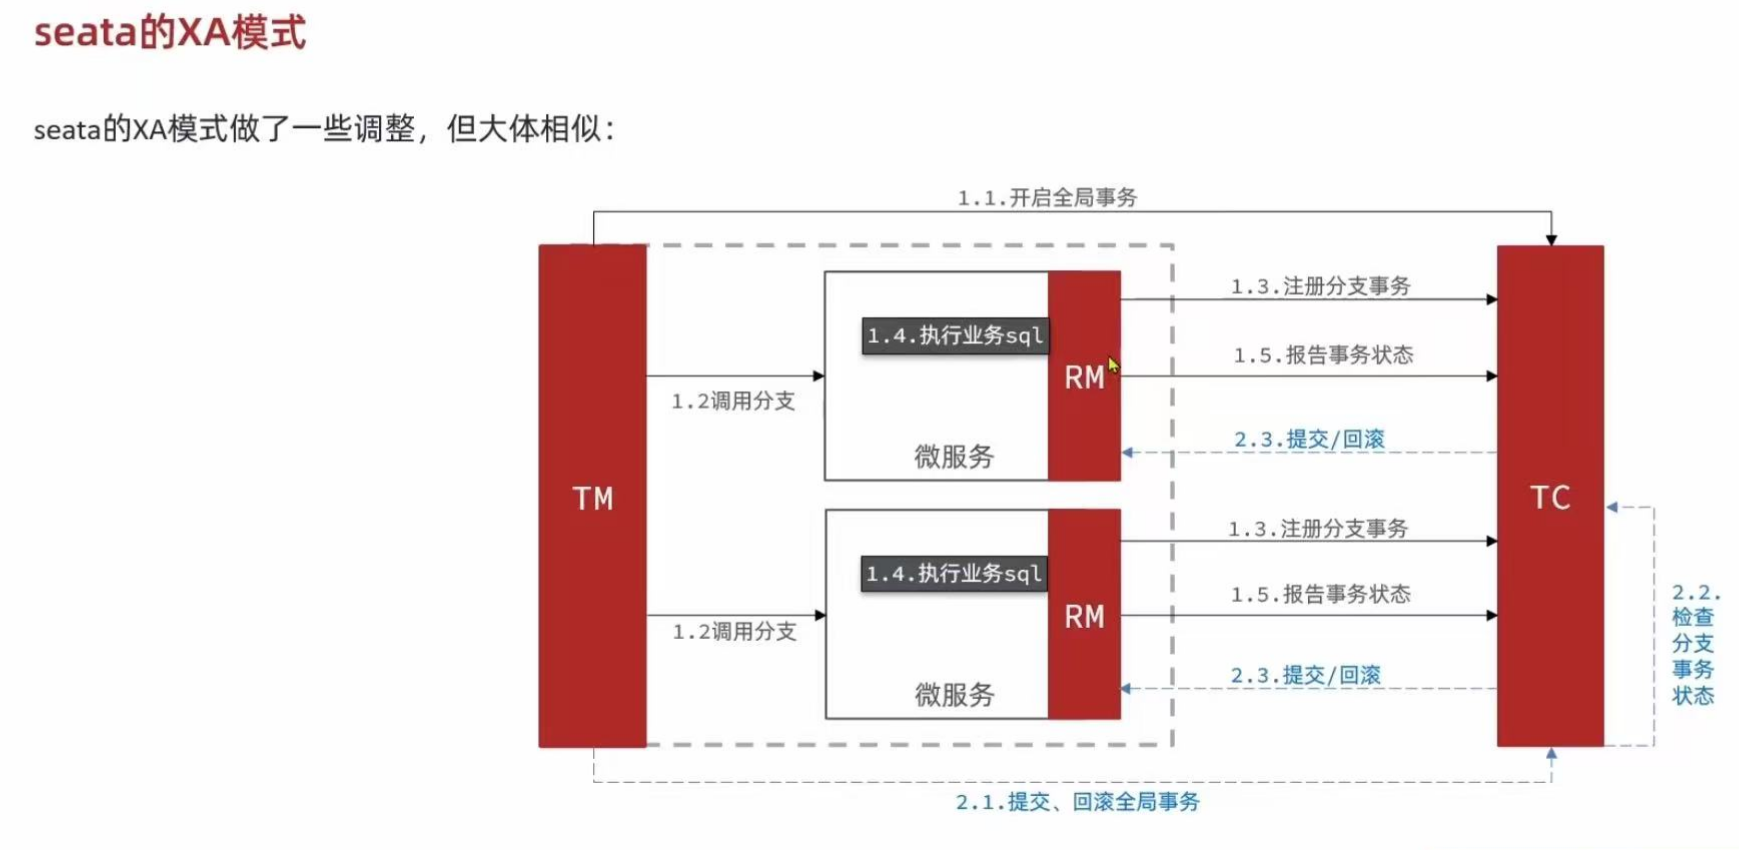 seata的XA模式
seata的XA模式做了一些调整，但大体相似：
1.1.开启全局事务
1.3.注册分支事务
1.4.执行业务sql
1.5.报告事务状态
RM
1.2调用分支
2.3.提交/回滚
微服务
TM
TC
1.3.注册分支事务
1.4.执行业务sql
1.5.报告事务状态
RM
1.2调用分支
2.3.提交/回滚
微服务
2.2.
检查
分支
事务
状态
2.1.提交、回滚全局事务